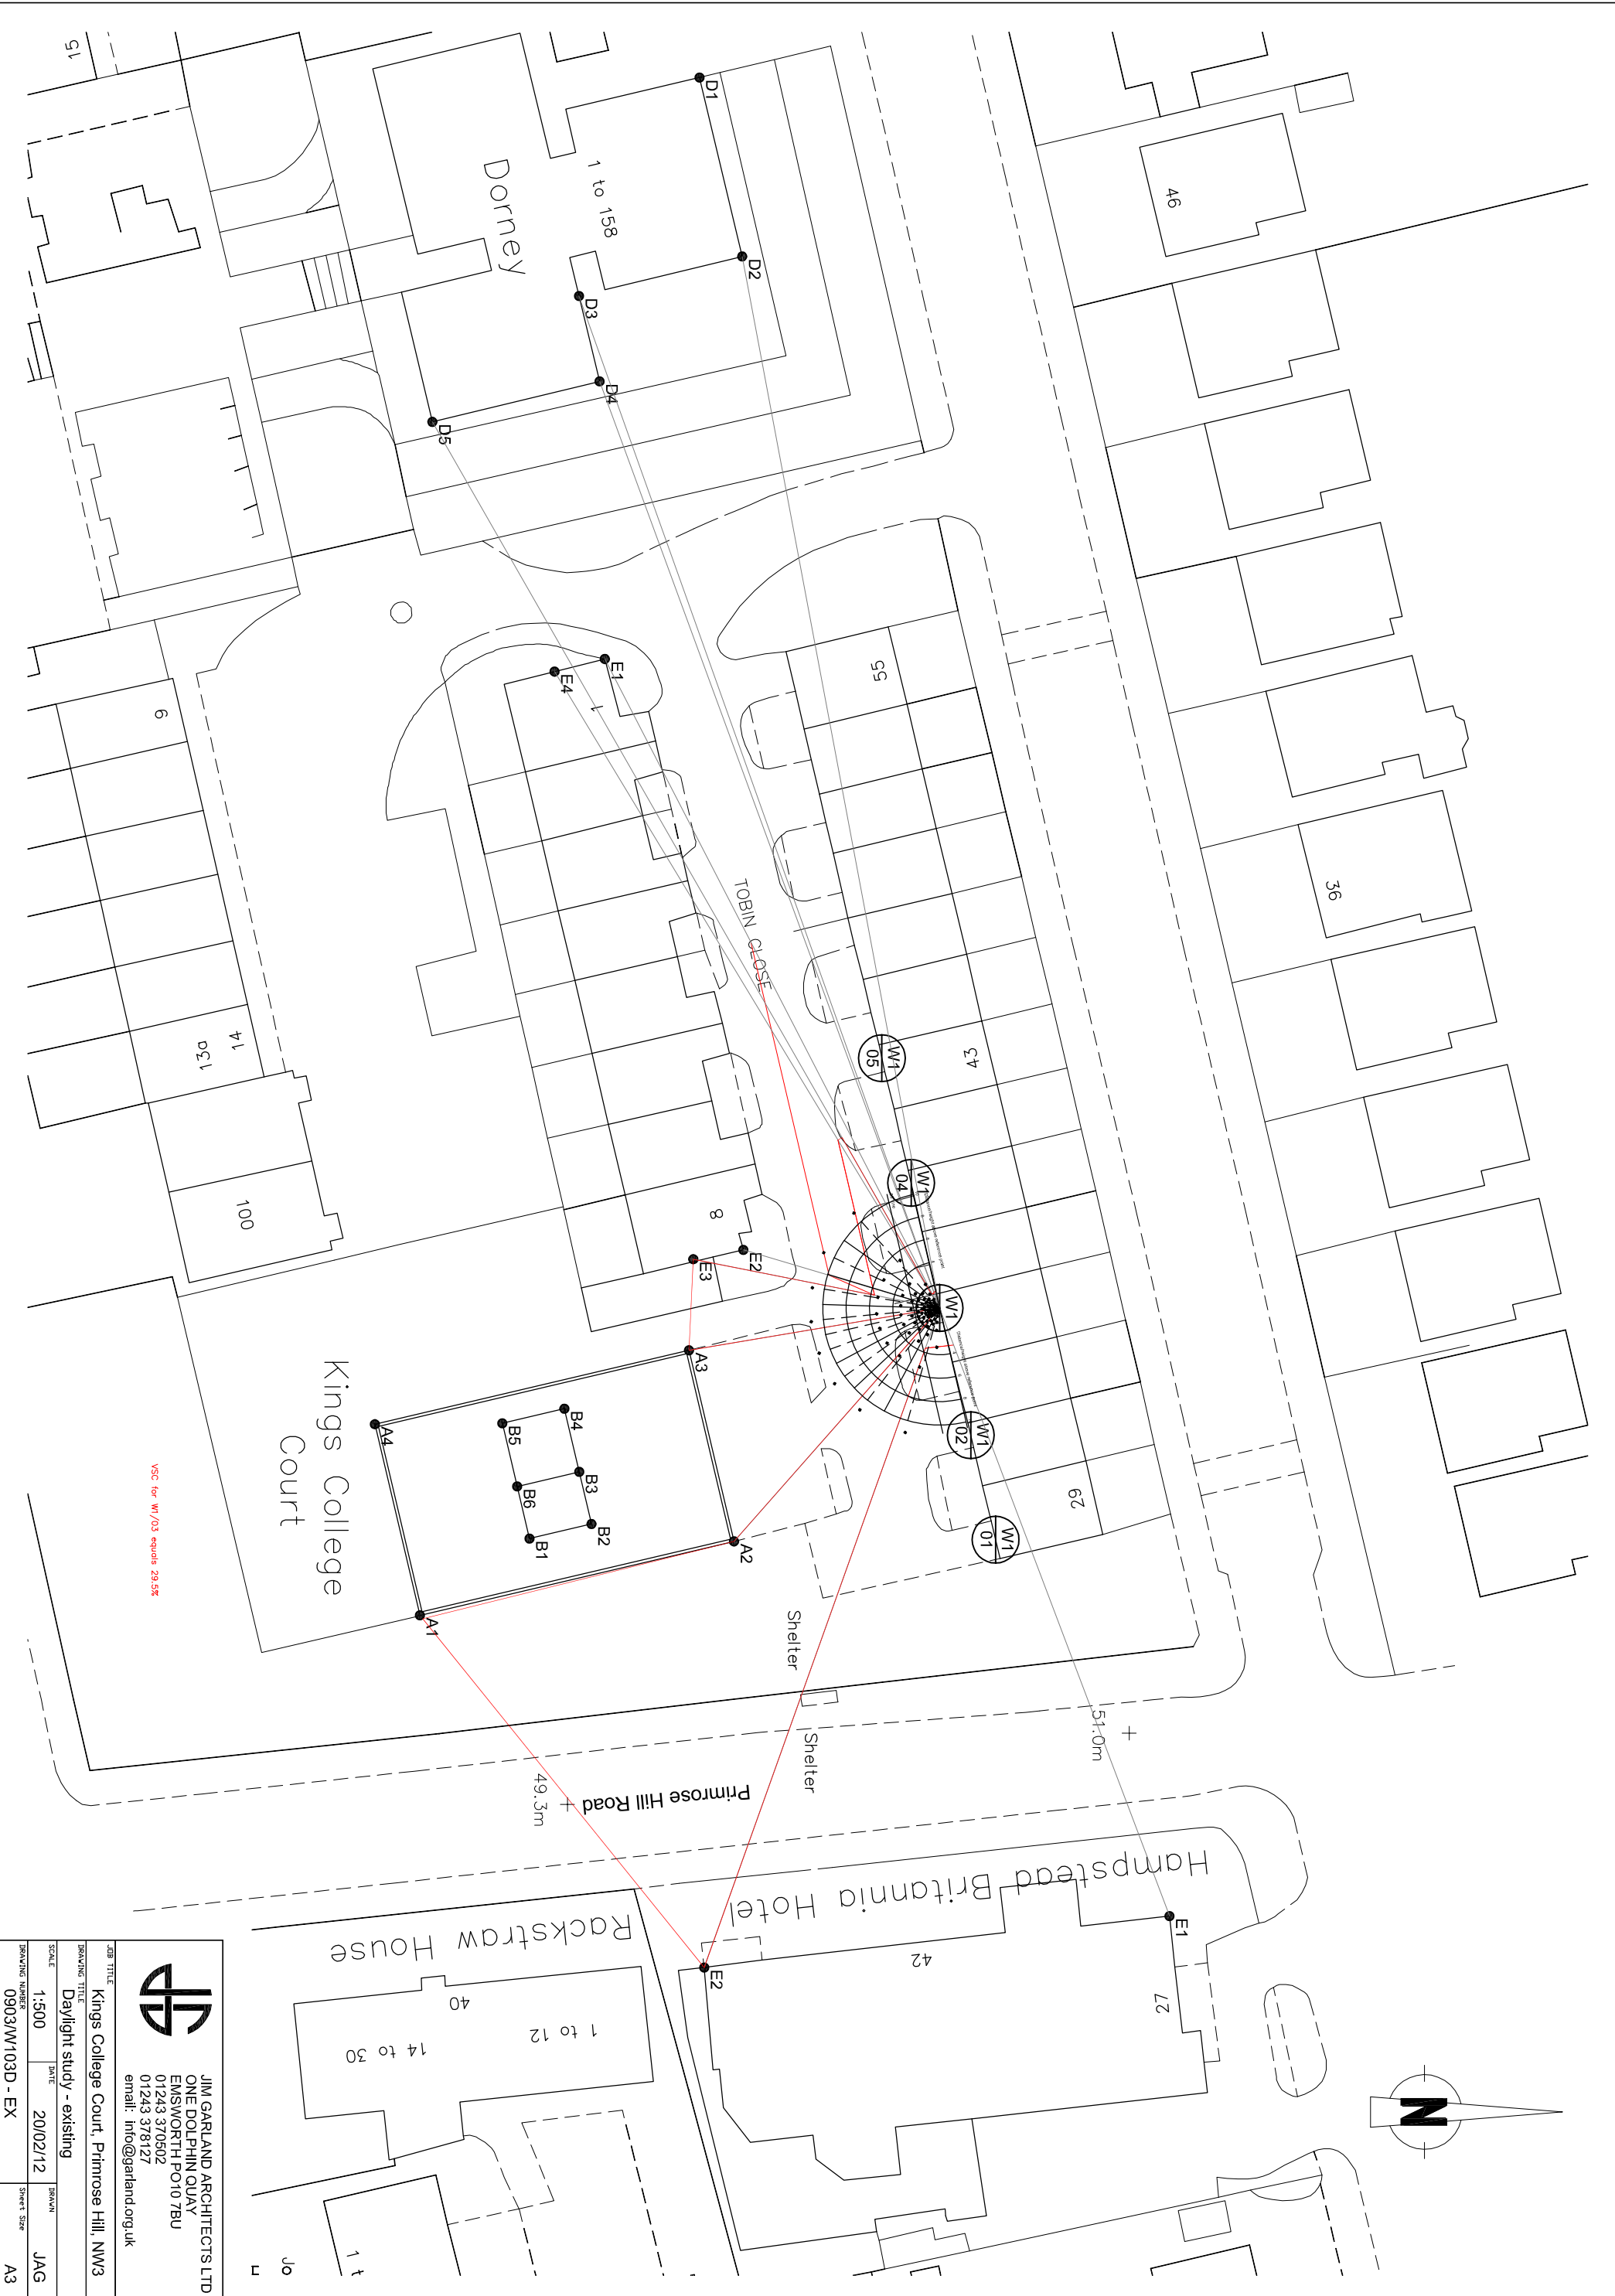 15
D1
46
1 to 158
Dorney
D2
D3
D4
D5
E1
E4
1
55
9
36
TOBIN CLOSE
14
13a
43
W1
05
W1
04
100
8
E2
E3
W1
A3
Kings College
Court
A4
B4
B5
B3
B6
B2
B1
W1
02
29
W1
01
A2
A1
VSC for W1/03 equals 29.5%
Shelter
Shelter
51.0m
49.3m
Primrose Hill Road
Hampstead Britannia Hotel
E1
E2
42
27
Rackstraw House
40
1 to 12
14 to 30
N
Jo
1 t
JIM GARLAND ARCHITECTS LTD
ONE DOLPHIN QUAY
EMSWORTH PO10 7BU
01243 370502
01243 378127
email: info@garland.org.uk
JOB TITLE
Kings College Court, Primrose Hill, NW3
DRAWING TITLE
Daylight study - existing
SCALE
1:500
DATE
20/02/12
DRAWN
JAG
DRAWING NUMBER
0903/W103D - EX
Sheet Size
A3